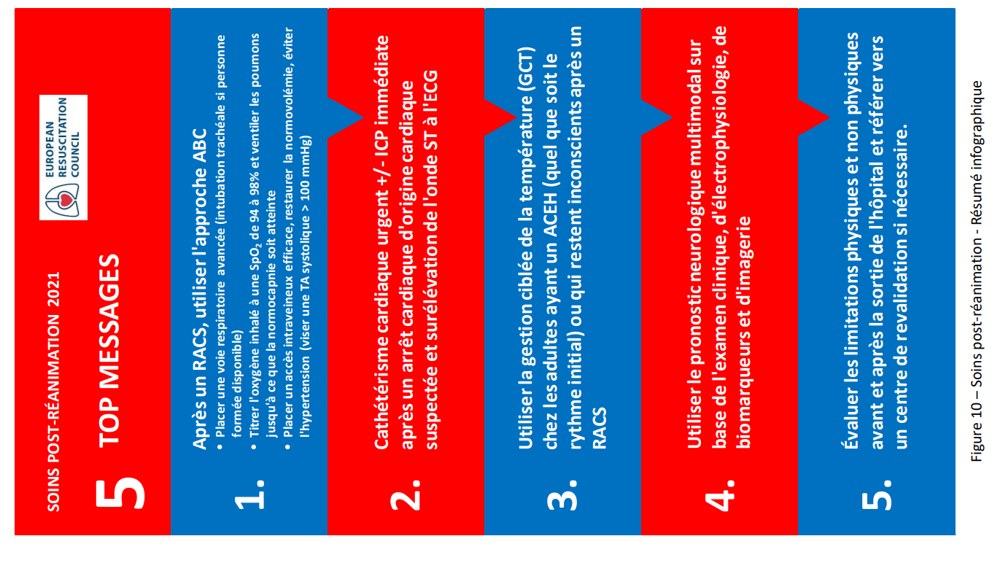 SOINS POST-RÉANIMATION 2021
EUROPEAN
RESUSCITATION
COUNCIL
5 TOP MESSAGES
1.
Après un RACS, utiliser l'approche ABC
• Placer une voie respiratoire avancée (intubation trachéale si personne
formée disponible)
• Titrer l'oxygène inhalé à une SpO₂ de 94 à 98% et ventiler les poumons
jusqu'à ce que la normocapnie soit atteinte
• Placer un accès intraveineux efficace, restaurer la normovolémie, éviter
l'hypertension (viser une TA systolique > 100 mmHg)
2.
Cathétérisme cardiaque urgent +/- ICP immédiate
après un arrêt cardiaque d'origine cardiaque
suspectée et surélévation de l'onde ST à l'ECG
3.
Utiliser la gestion ciblée de la température (GCT)
chez les adultes ayant un ACEH (quel que soit le
rythme initial) ou qui restent inconscients après un
RACS
4.
Utiliser le pronostic neurologique multimodal sur
base de l'examen clinique, d'électrophysiologie, de
biomarqueurs et d'imagerie
5.
Évaluer les limitations physiques et non physiques
avant et après la sortie de l'hôpital et référer vers
un centre de revalidation si nécessaire.
Figure 10 – Soins post-réanimation - Résumé infographique